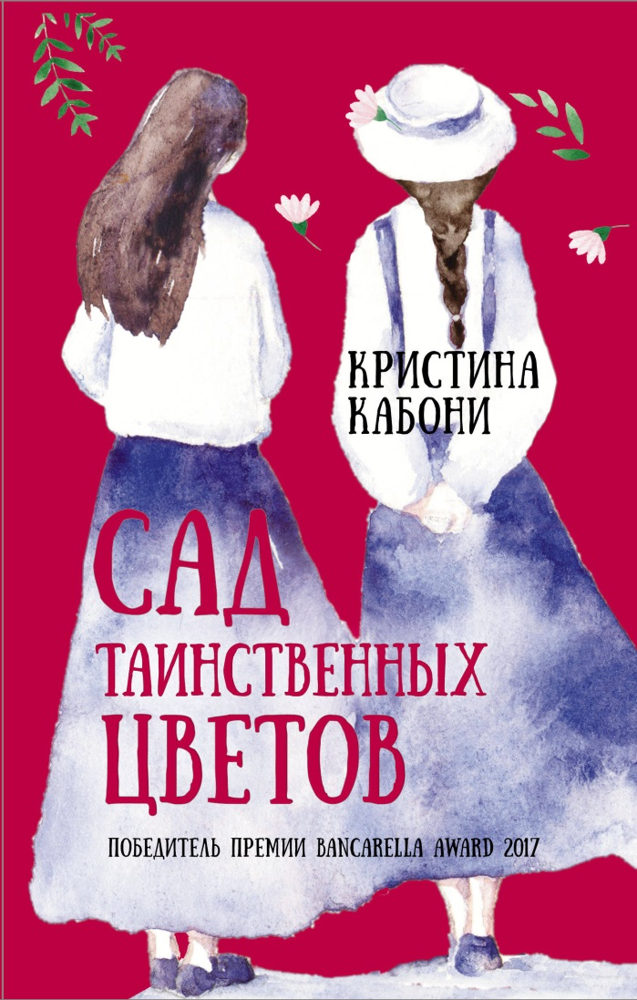 КРИСТИНА
КАБОНИ
САД
ТАИНСТВЕННЫХ
ЦВЕТОВ
ПОБЕДИТЕЛЬ ПРЕМИИ BANCARELLA AWARD 2017